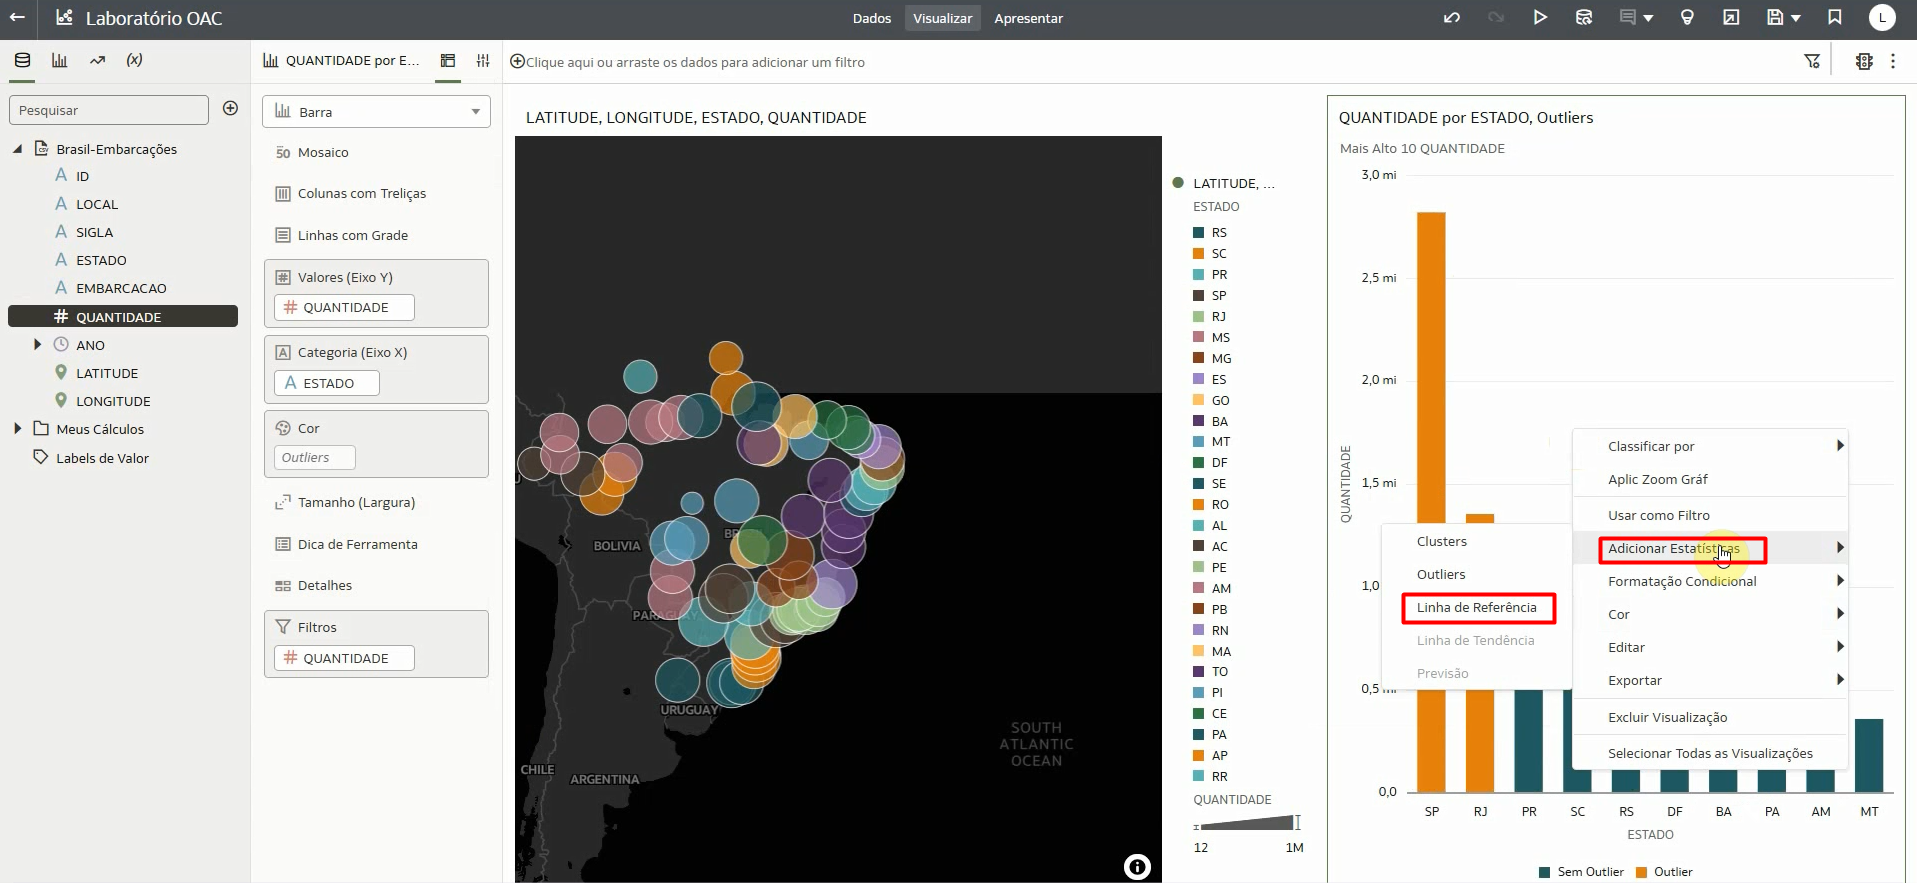 Laboratório OAC
Dados
Visualizar
Apresentar
L
(x)
QUANTIDADE por E...
Clique aqui ou arraste os dados para adicionar um filtro
Pesquisar
Brasil-Embarcações
A ID
A LOCAL
A SIGLA
A ESTADO
A EMBARCACAO
# QUANTIDADE
ANO
LATITUDE
LONGITUDE
Meus Cálculos
Labels de Valor
Barra
50 Mosaico
Colunas com Treliças
Linhas com Grade
# Valores (Eixo Y)
# QUANTIDADE
A Categoria (Eixo X)
A ESTADO
Cor
Outliers
Tamanho (Largura)
Dica de Ferramenta
Detalhes
Filtros
# QUANTIDADE
LATITUDE, LONGITUDE, ESTADO, QUANTIDADE
BOLIVIA
BR
PARAG
URUGUAY
CHILE
ARGENTINA
SOUTH
ATLANTIC
OCEAN
LATITUDE, ...
ESTADO
RS
SC
PR
SP
RJ
MS
MG
ES
GO
BA
MT
DF
SE
RO
AL
AC
PE
AM
PB
RN
MA
TO
PI
CE
PA
AP
RR
QUANTIDADE
12
1M
QUANTIDADE por ESTADO, Outliers
Mais Alto 10 QUANTIDADE
3,0 mi
2,5 mi
2,0 mi
1,5 mi
1,0
0,5
0,0
QUANTIDADE
SP
RJ
PR
SC
RS
DF
BA
PA
AM
MT
ESTADO
Sem Outlier
Outlier
Classificar por
Aplic Zoom Gráf
Usar como Filtro
Adicionar Estatísticas
Formatação Condicional
Cor
Editar
Exportar
Excluir Visualização
Selecionar Todas as Visualizações
Clusters
Outliers
Linha de Referência
Linha de Tendência
Previsão